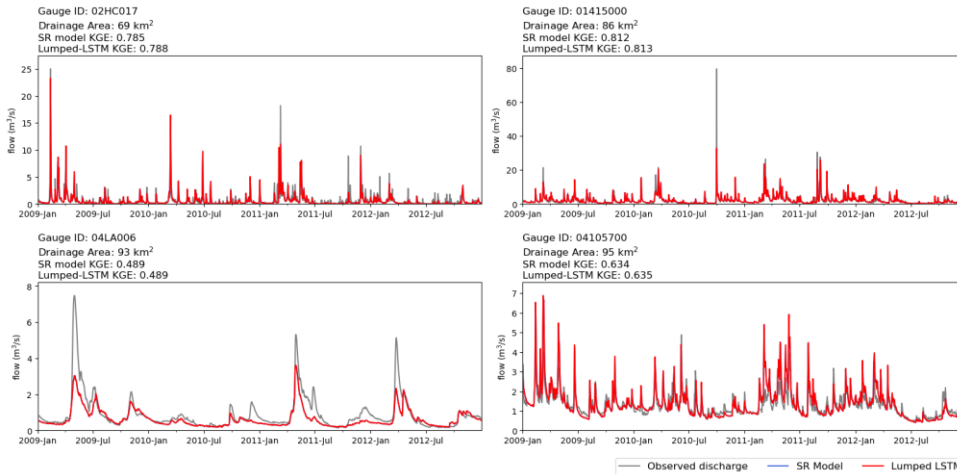 Gauge ID: 02HC017
Drainage Area: 69 km²
SR model KGE: 0.785
Lumped-LSTM KGE: 0.788
flow (m³/s)
25
20
15
10
5
0
2009-Jan 2009-Jul 2010-Jan 2010-Jul 2011-Jan 2011-Jul 2012-Jan 2012-Jul
Gauge ID: 01415000
Drainage Area: 86 km²
SR model KGE: 0.812
Lumped-LSTM KGE: 0.813
flow (m³/s)
80
60
40
20
0
2009-Jan 2009-Jul 2010-Jan 2010-Jul 2011-Jan 2011-Jul 2012-Jan 2012-Jul
Gauge ID: 04LA006
Drainage Area: 93 km²
SR model KGE: 0.489
Lumped-LSTM KGE: 0.489
flow (m³/s)
8
6
4
2
0
2009-Jan 2009-Jul 2010-Jan 2010-Jul 2011-Jan 2011-Jul 2012-Jan 2012-Jul
Gauge ID: 04105700
Drainage Area: 95 km²
SR model KGE: 0.634
Lumped-LSTM KGE: 0.635
flow (m³/s)
7
6
5
4
3
2
1
0
2009-Jan 2009-Jul 2010-Jan 2010-Jul 2011-Jan 2011-Jul 2012-Jan 2012-Jul
Observed discharge SR Model Lumped LSTM